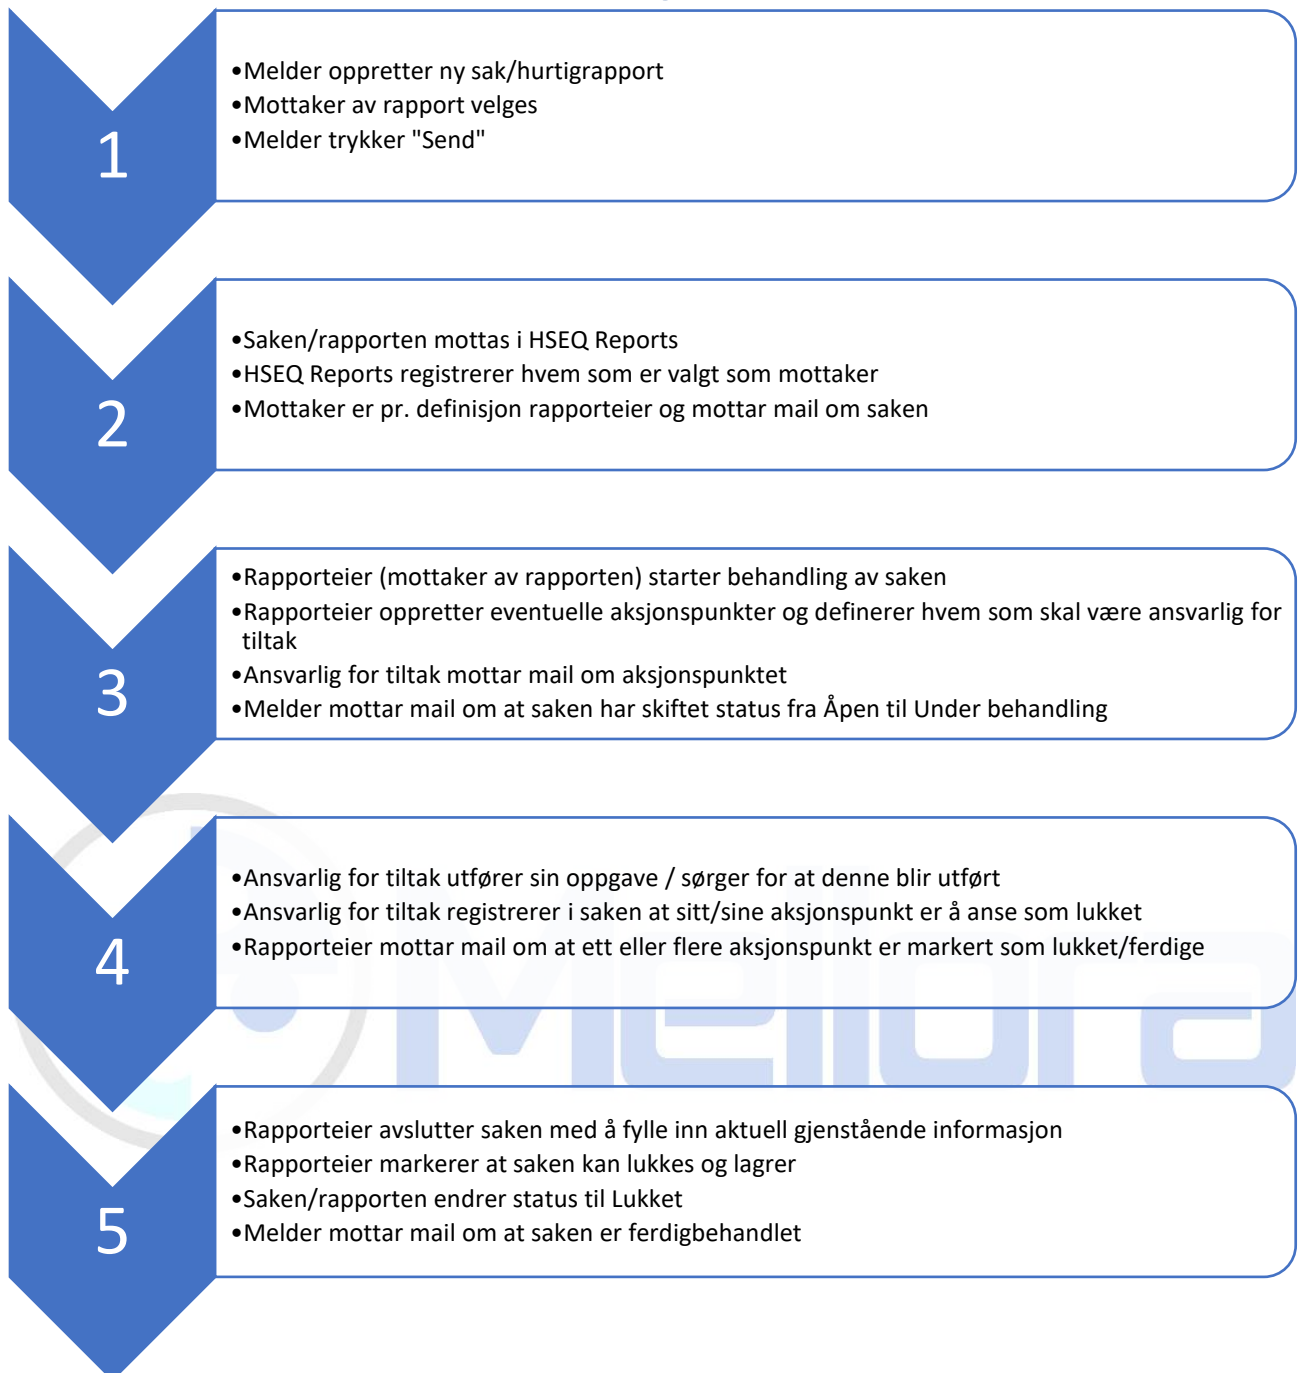 1
•Melder oppretter ny sak/hurtigrapport
•Mottaker av rapport velges
•Melder trykker "Send"
2
•Saken/rapporten mottas i HSEQ Reports
•HSEQ Reports registrerer hvem som er valgt som mottaker
•Mottaker er pr. definisjon rapporteier og mottar mail om saken
3
•Rapporteier (mottaker av rapporten) starter behandling av saken
•Rapporteier oppretter eventuelle aksjonspunkter og definerer hvem som skal være ansvarlig for
tiltak
•Ansvarlig for tiltak mottar mail om aksjonspunktet
•Melder mottar mail om at saken har skiftet status fra Åpen til Under behandling
4
•Ansvarlig for tiltak utfører sin oppgave / sørger for at denne blir utført
•Ansvarlig for tiltak registrerer i saken at sitt/sine aksjonspunkt er å anse som lukket
•Rapporteier mottar mail om at ett eller flere aksjonspunkt er markert som lukket/ferdige
Meliora
5
•Rapporteier avslutter saken med å fylle inn aktuell gjenstående informasjon
•Rapporteier markerer at saken kan lukkes og lagrer
•Saken/rapporten endrer status til Lukket
•Melder mottar mail om at saken er ferdigbehandlet